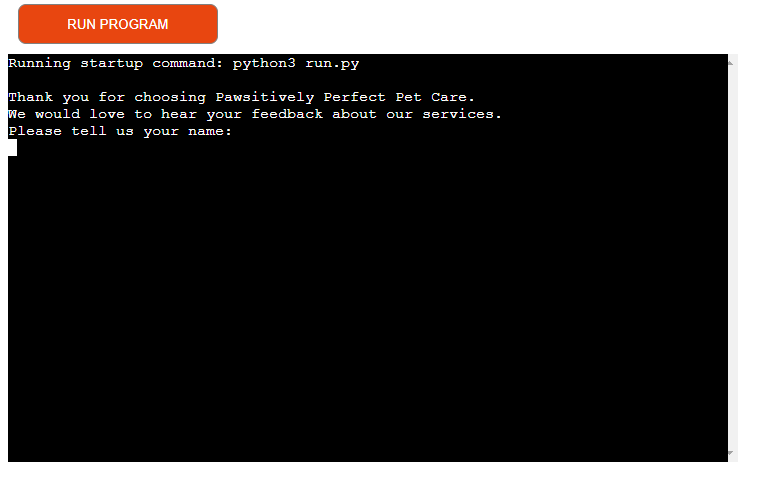 RUN PROGRAM
Running startup command: python3 run.py
Thank you for choosing Pawsitively Perfect Pet Care.
We would love to hear your feedback about our services.
Please tell us your name: